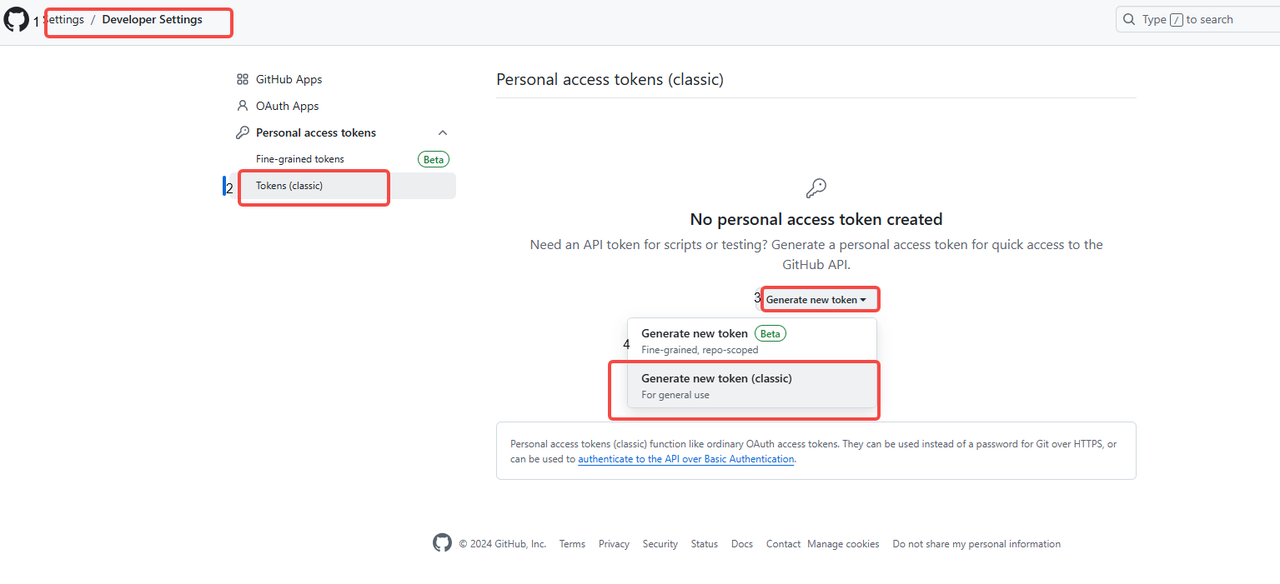 1 Settings / Developer Settings
Type / to search
GitHub Apps
OAuth Apps
Personal access tokens
Fine-grained tokens Beta
2 Tokens (classic)
Personal access tokens (classic)
No personal access token created
Need an API token for scripts or testing? Generate a personal access token for quick access to the
GitHub API.
3 Generate new token
4
Generate new token Beta
Fine-grained, repo-scoped
Generate new token (classic)
For general use
Personal access tokens (classic) function like ordinary OAuth access tokens. They can be used instead of a password for Git over HTTPS, or
can be used to authenticate to the API over Basic Authentication.
© 2024 GitHub, Inc. Terms Privacy Security Status Docs Contact Manage cookies Do not share my personal information